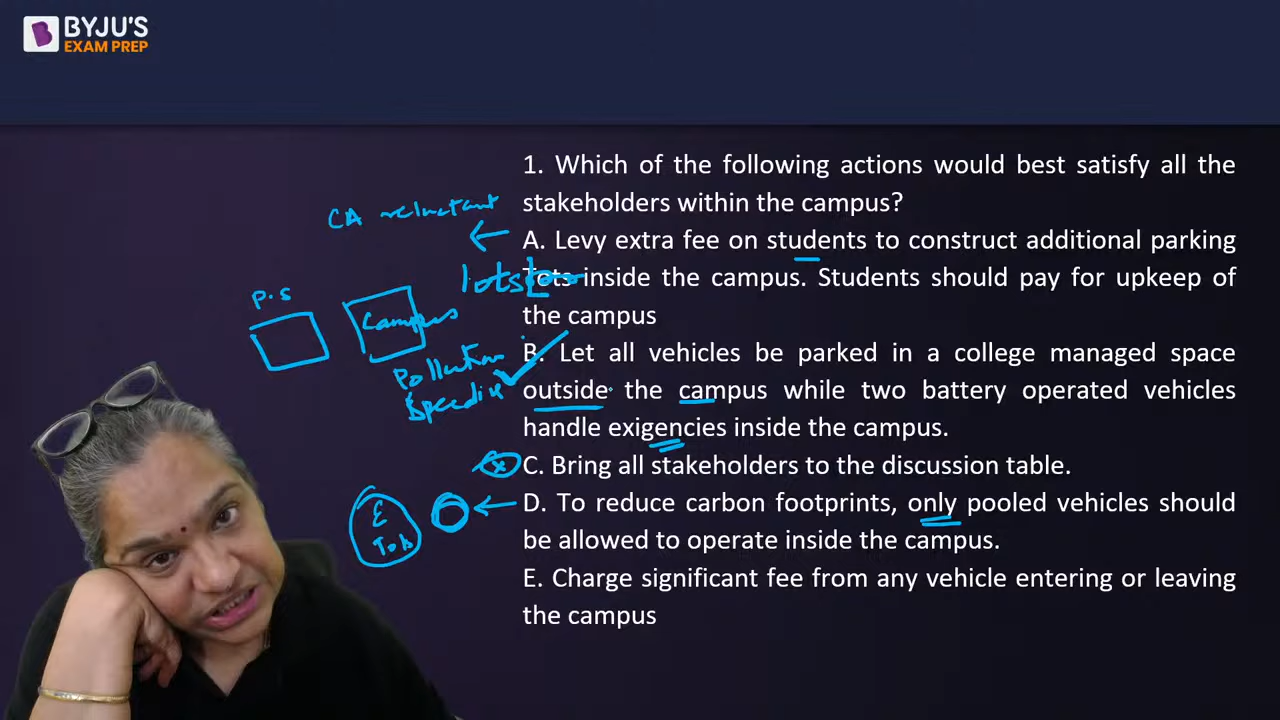 BYJU'S
EXAM PREP
1. Which of the following actions would best satisfy all the
stakeholders within the campus?
CA reluctant
A. Levy extra fee on students to construct additional parking
lots
Tots inside the campus. Students should pay for upkeep of
the campus
P.S
Campus
B. Let all vehicles be parked in a college managed space
Pollution
outside the campus while two battery operated vehicles
handle exigencies inside the campus.
C. Bring all stakeholders to the discussion table.
D. To reduce carbon footprints, only pooled vehicles should
be allowed to operate inside the campus.
E. Charge significant fee from any vehicle entering or leaving
the campus